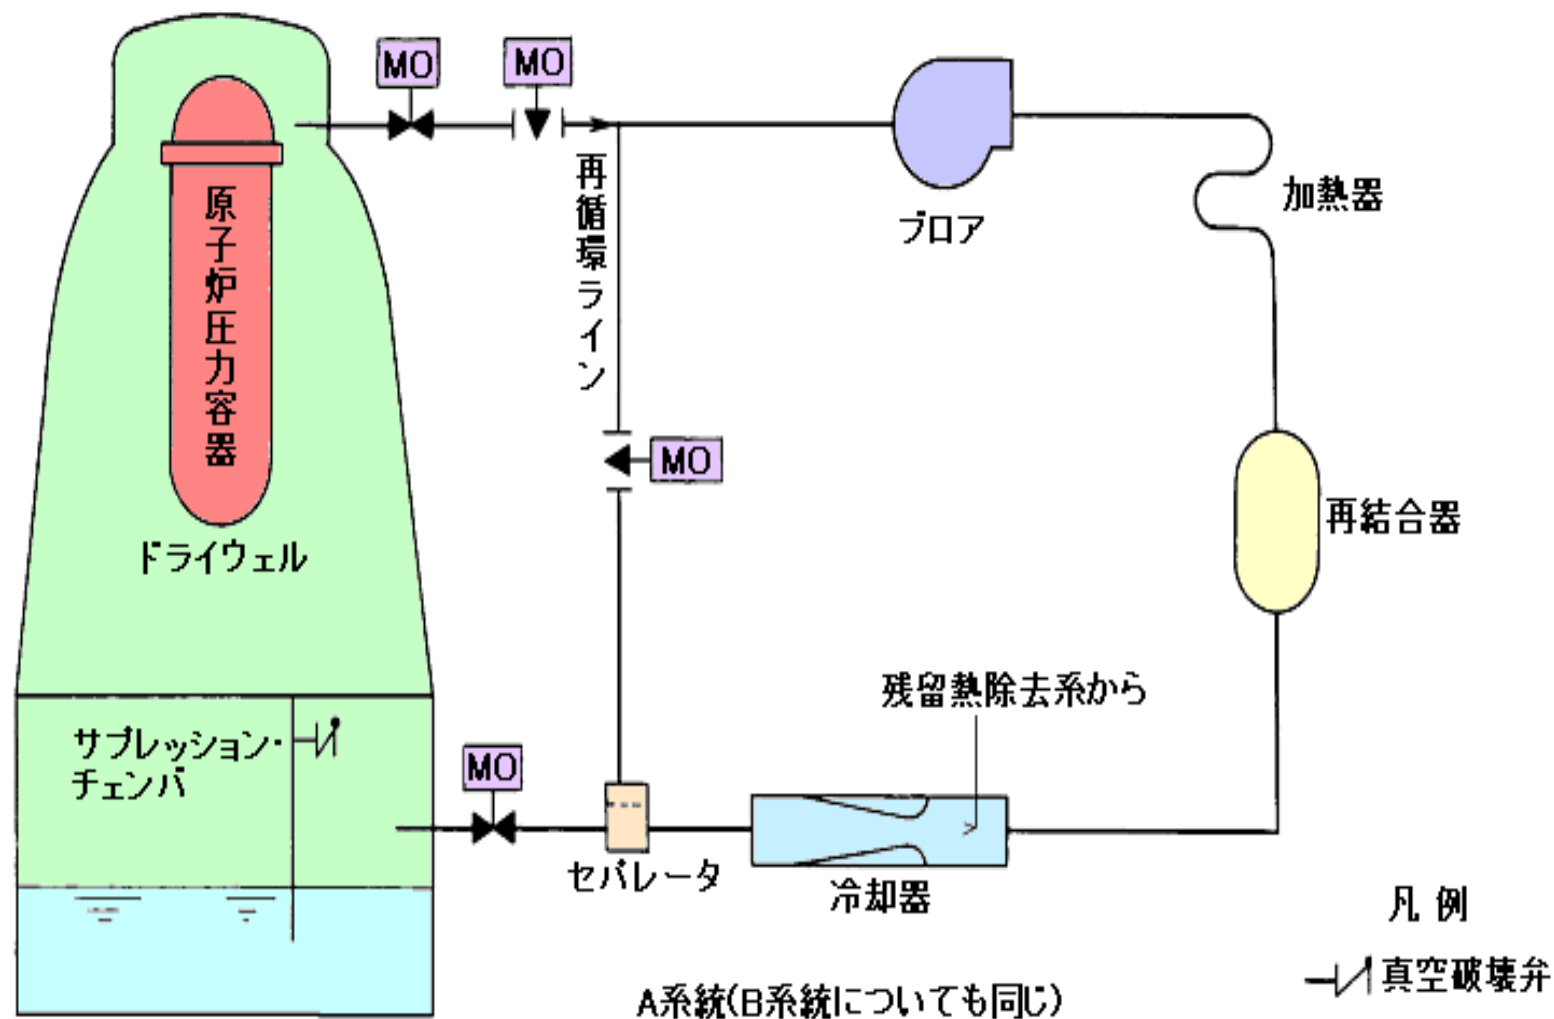 MO
MO
再循環ライン
ブロア
加熱器
原子炉圧力容器
MO
再結合器
ドライウェル
残留熱除去系から
サプレッション・
チェンバ
MO
セパレータ
冷却器
凡例
真空破壊弁
A系統(B系統についても同じ)